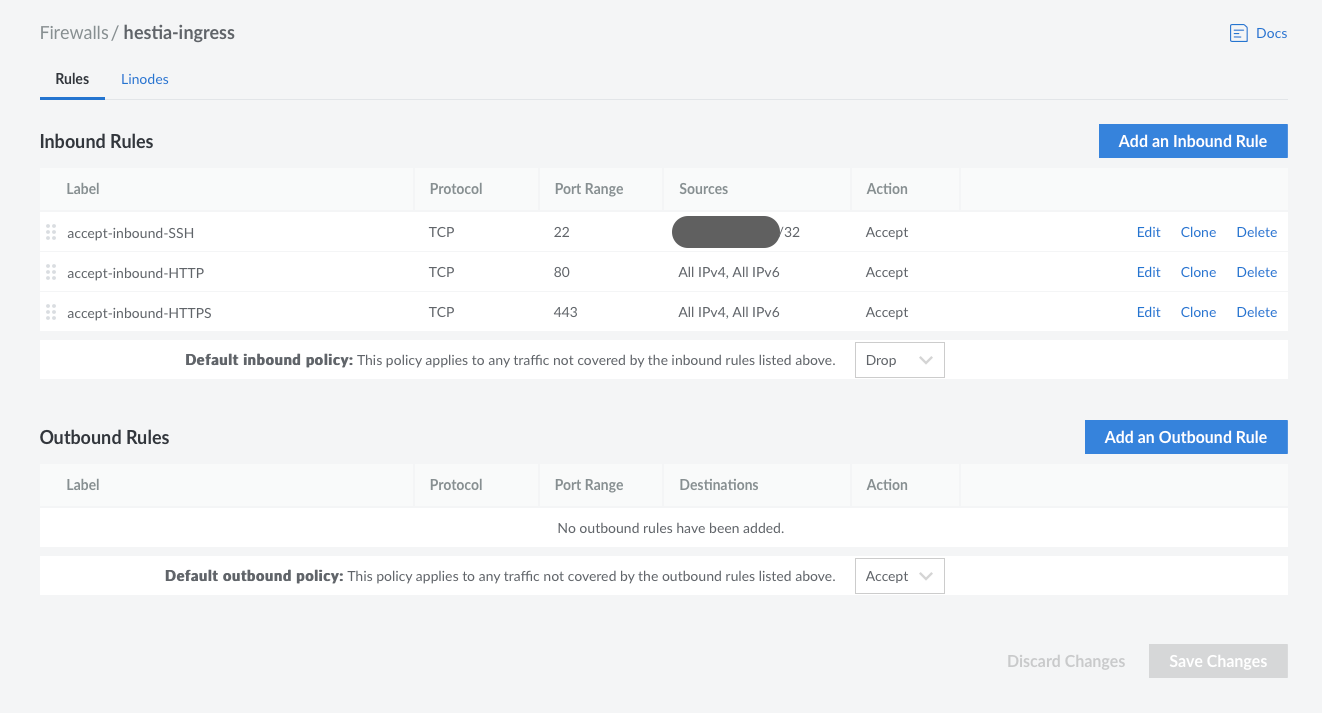 Firewalls / hestia-ingress
Docs
Rules Linodes
Inbound Rules
Add an Inbound Rule
Label Protocol Port Range Sources Action
accept-inbound-SSH TCP 22 /32 Accept Edit Clone Delete
accept-inbound-HTTP TCP 80 All IPv4, All IPv6 Accept Edit Clone Delete
accept-inbound-HTTPS TCP 443 All IPv4, All IPv6 Accept Edit Clone Delete
Default inbound policy: This policy applies to any traffic not covered by the inbound rules listed above. Drop
Outbound Rules
Add an Outbound Rule
Label Protocol Port Range Destinations Action
No outbound rules have been added.
Default outbound policy: This policy applies to any traffic not covered by the outbound rules listed above. Accept
Discard Changes Save Changes